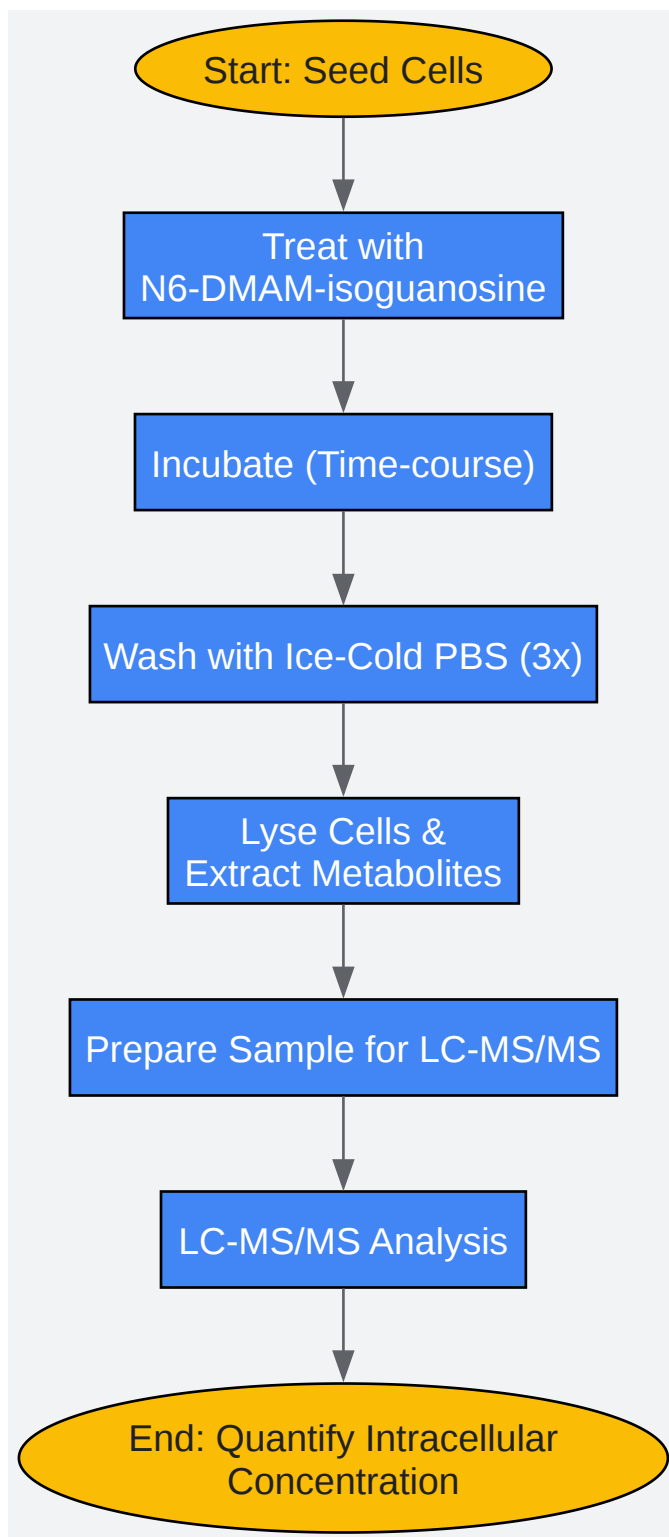 Start: Seed Cells
Treat with
N6-DMAM-isoguanosine
Incubate (Time-course)
Wash with Ice-Cold PBS (3x)
Lyse Cells &
Extract Metabolites
Prepare Sample for LC-MS/MS
LC-MS/MS Analysis
End: Quantify Intracellular
Concentration